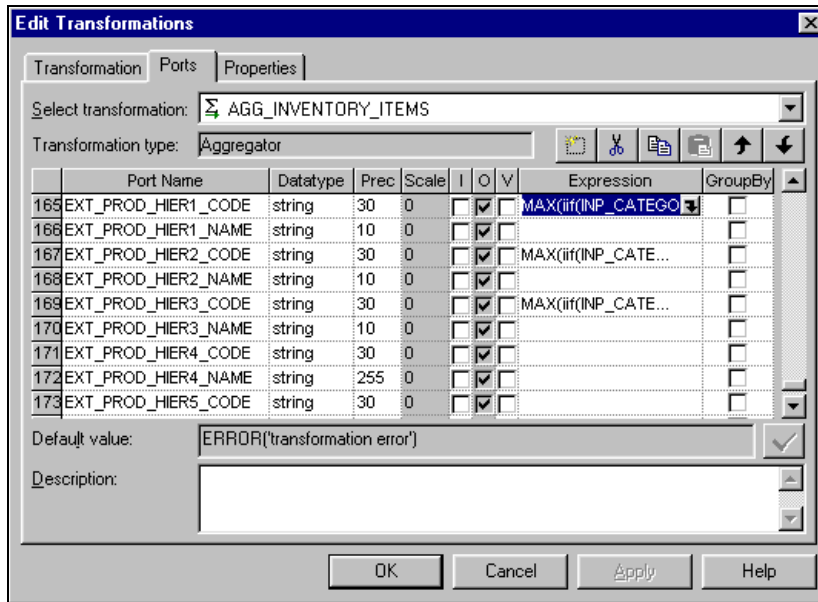 Edit Transformations
Transformation Ports Properties
Select transformation: AGG_INVENTORY_ITEMS
Transformation type: Aggregator
Port Name Datatype Prec Scale I O V Expression GroupBy
165 EXT_PROD_HIER1_CODE string 30 0 MAX(iif(INP_CATEGO
166 EXT_PROD_HIER1_NAME string 10 0
167 EXT_PROD_HIER2_CODE string 30 0 MAX(iif(INP_CATE...
168 EXT_PROD_HIER2_NAME string 10 0
169 EXT_PROD_HIER3_CODE string 30 0 MAX(iif(INP_CATE...
170 EXT_PROD_HIER3_NAME string 10 0
171 EXT_PROD_HIER4_CODE string 30 0
172 EXT_PROD_HIER4_NAME string 255 0
173 EXT_PROD_HIER5_CODE string 30 0
Default value: ERROR('transformation error')
Description:
OK Cancel Apply Help